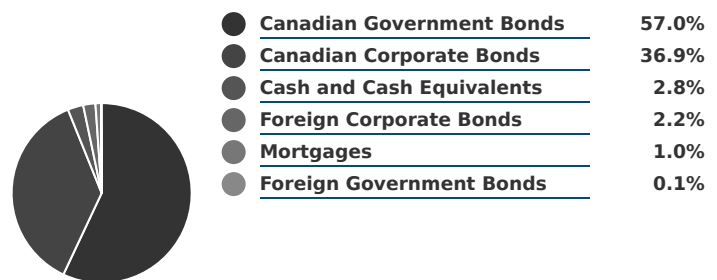 Canadian Government Bonds 57.0%
Canadian Corporate Bonds 36.9%
Cash and Cash Equivalents 2.8%
Foreign Corporate Bonds 2.2%
Mortgages 1.0%
Foreign Government Bonds 0.1%